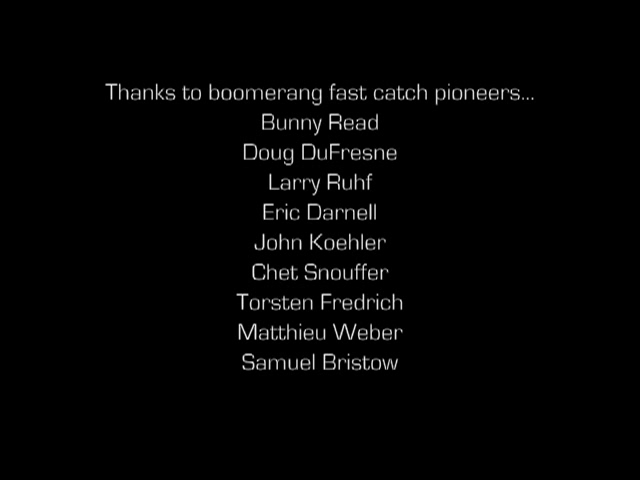 Thanks to boomerang fast catch pioneers...
Bunny Read
Doug DuFresne
Larry Ruhf
Eric Darnell
John Koehler
Chet Snouffer
Torsten Fredrich
Matthieu Weber
Samuel Bristow